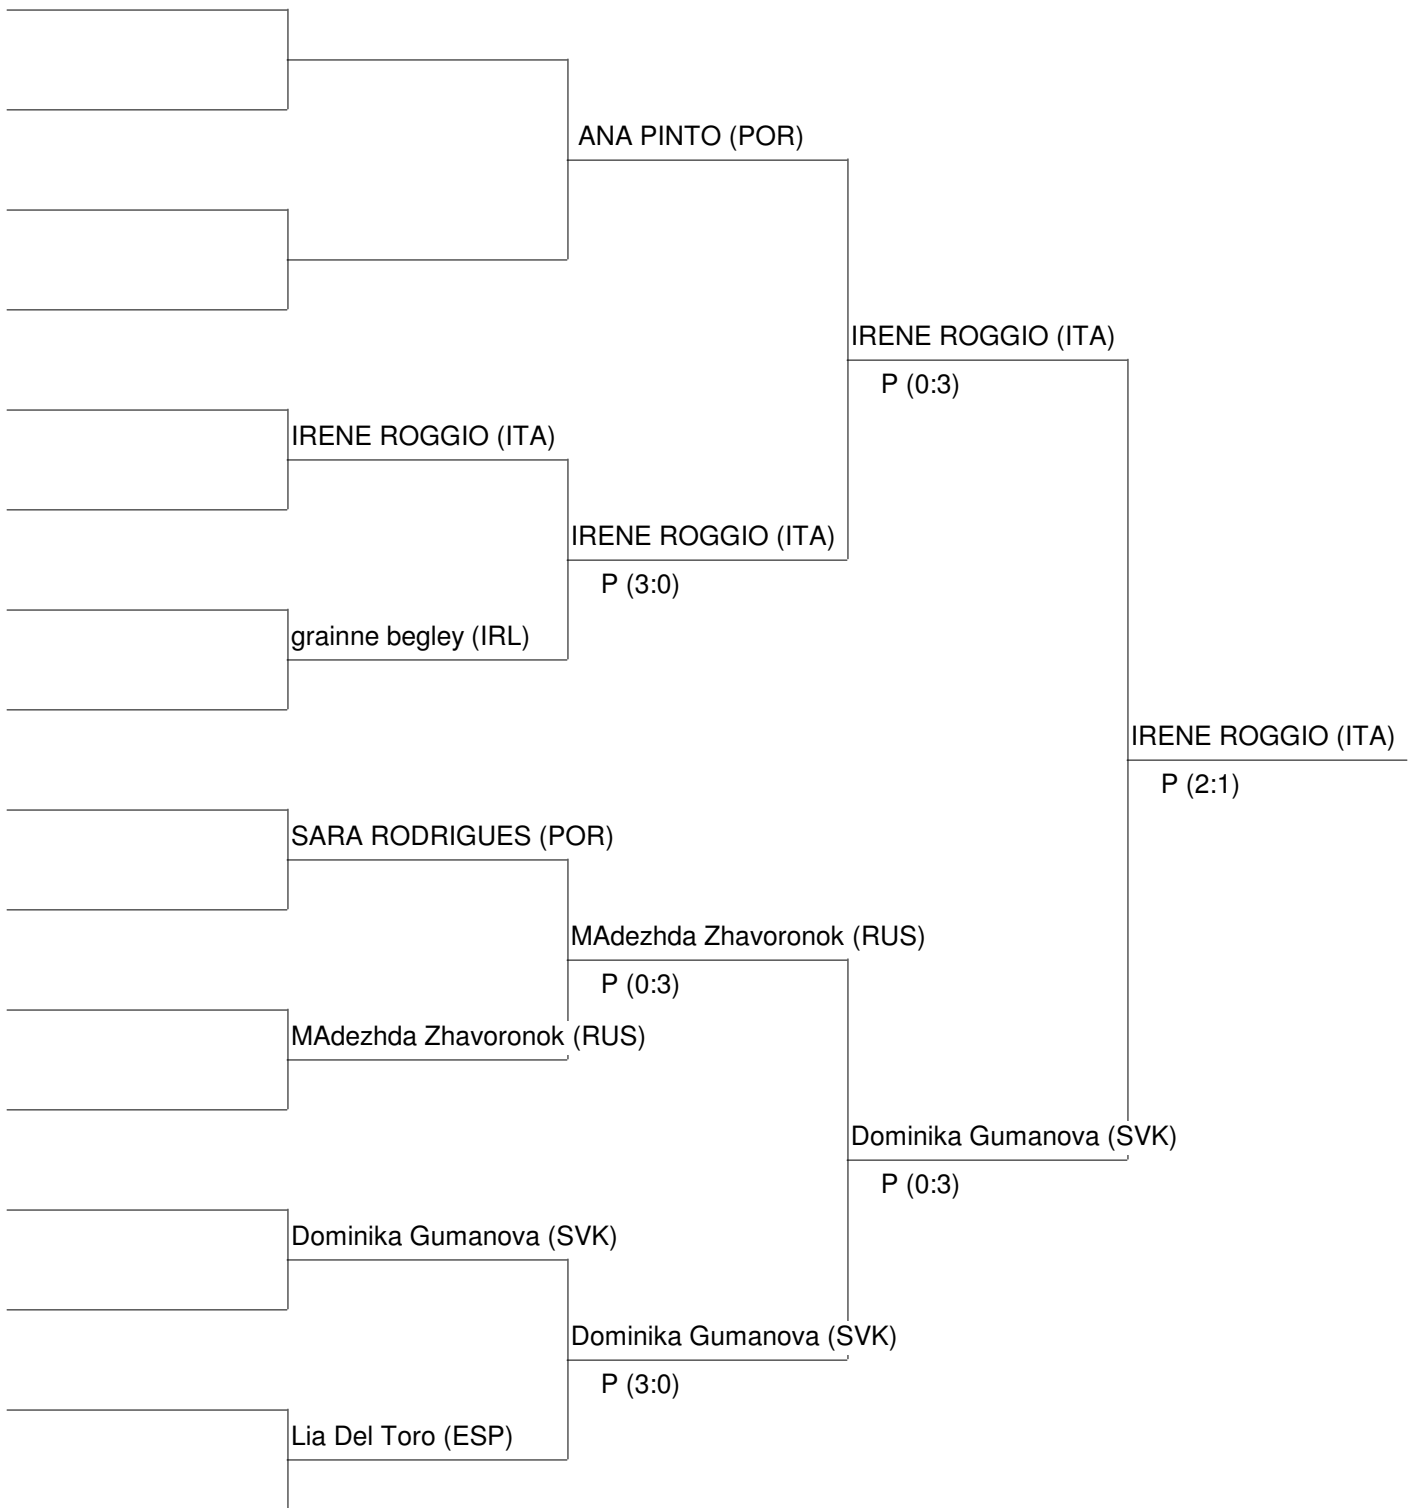 ANA PINTO (POR)
IRENE ROGGIO (ITA)
P (0:3)
IRENE ROGGIO (ITA)
IRENE ROGGIO (ITA)
P (3:0)
grainne begley (IRL)
IRENE ROGGIO (ITA)
P (2:1)
SARA RODRIGUES (POR)
MAdezhda Zhavoronok (RUS)
P (0:3)
MAdezhda Zhavoronok (RUS)
Dominika Gumanova (SVK)
P (0:3)
Dominika Gumanova (SVK)
Dominika Gumanova (SVK)
P (3:0)
Lia Del Toro (ESP)